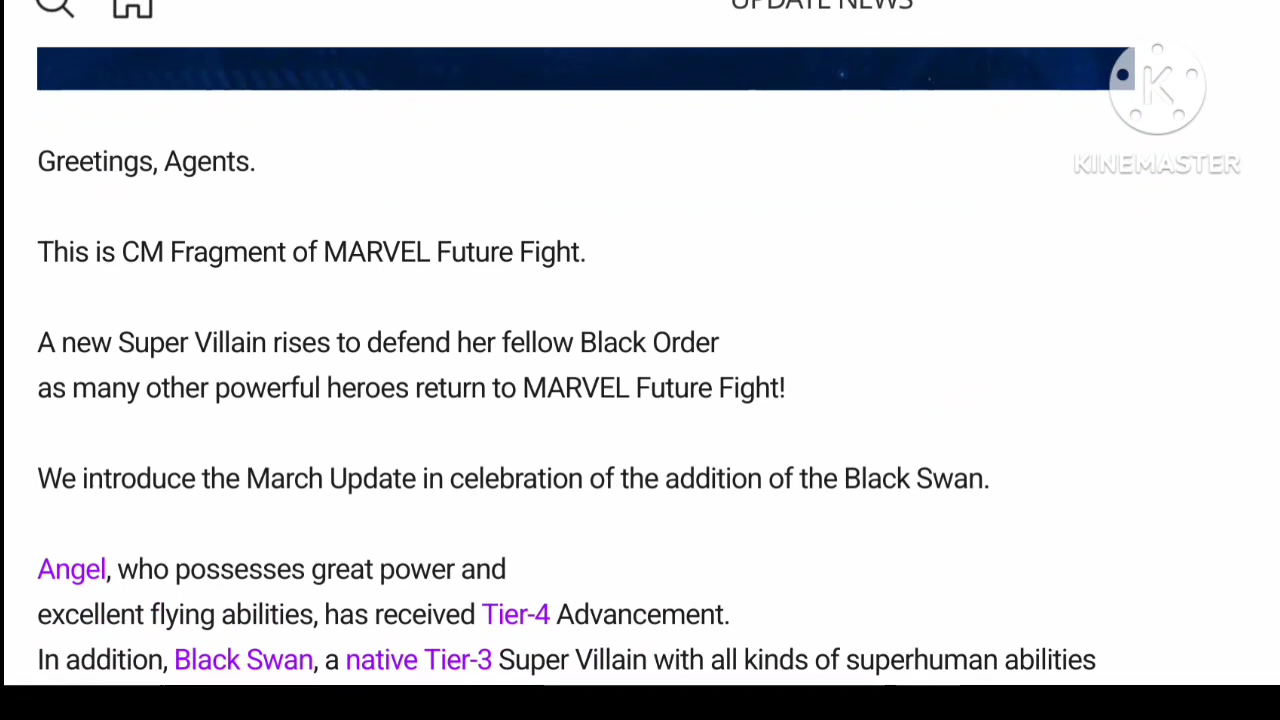 UPDATE NEWS
K
KINEMASTER
Greetings, Agents.
This is CM Fragment of MARVEL Future Fight.
A new Super Villain rises to defend her fellow Black Order
as many other powerful heroes return to MARVEL Future Fight!
We introduce the March Update in celebration of the addition of the Black Swan.
Angel, who possesses great power and
excellent flying abilities, has received Tier-4 Advancement.
In addition, Black Swan, a native Tier-3 Super Villain with all kinds of superhuman abilities